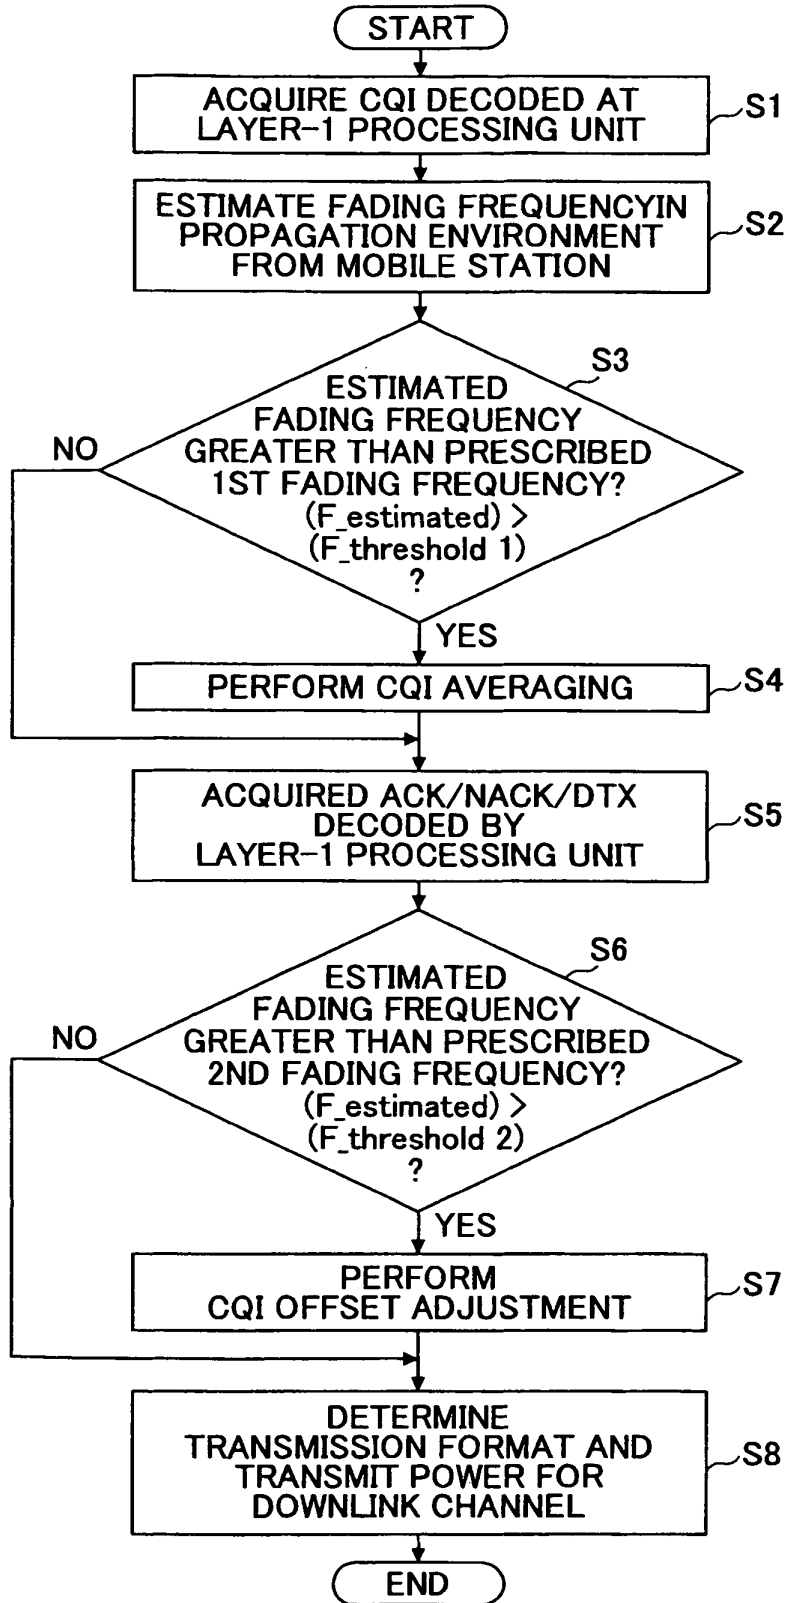 START
ACQUIRE CQI DECODED AT
LAYER-1 PROCESSING UNIT
S1
ESTIMATE FADING FREQUENCYIN
PROPAGATION ENVIRONMENT
FROM MOBILE STATION
S2
S3
ESTIMATED
FADING FREQUENCY
GREATER THAN PRESCRIBED
1ST FADING FREQUENCY?
(F_estimated) >
(F_threshold 1)
?
NO
YES
PERFORM CQI AVERAGING
S4
ACQUIRED ACK/NACK/DTX
DECODED BY
LAYER-1 PROCESSING UNIT
S5
S6
ESTIMATED
FADING FREQUENCY
GREATER THAN PRESCRIBED
2ND FADING FREQUENCY?
(F_estimated) >
(F_threshold 2)
?
NO
YES
PERFORM
CQI OFFSET ADJUSTMENT
S7
DETERMINE
TRANSMISSION FORMAT AND
TRANSMIT POWER FOR
DOWNLINK CHANNEL
S8
END